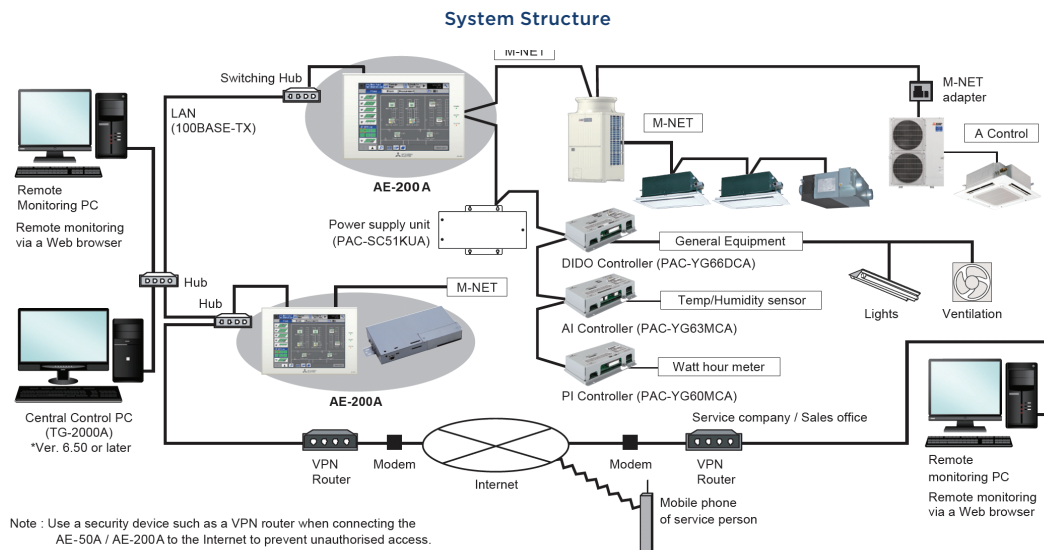 System Structure
M-NET
Switching Hub
LAN
(100BASE-TX)
M-NET
adapter
M-NET
A Control
AE-200 A
Remote
Monitoring PC
Remote monitoring
via a Web browser
Power supply unit
(PAC-SC51KUA)
General Equipment
DIDO Controller (PAC-YG66DCA)
Hub
Hub
M-NET
Temp/Humidity sensor
AI Controller (PAC-YG63MCA)
Lights
Ventilation
Watt hour meter
PI Controller (PAC-YG60MCA)
AE-200A
Central Control PC
(TG-2000A)
*Ver. 6.50 or later
Service company / Sales office
VPN
Router
Modem
Internet
Modem
VPN
Router
Remote
monitoring PC
Remote monitoring
via a Web browser
Mobile phone
of service person
Note : Use a security device such as a VPN router when connecting the
AE-50A / AE-200A to the Internet to prevent unauthorised access.